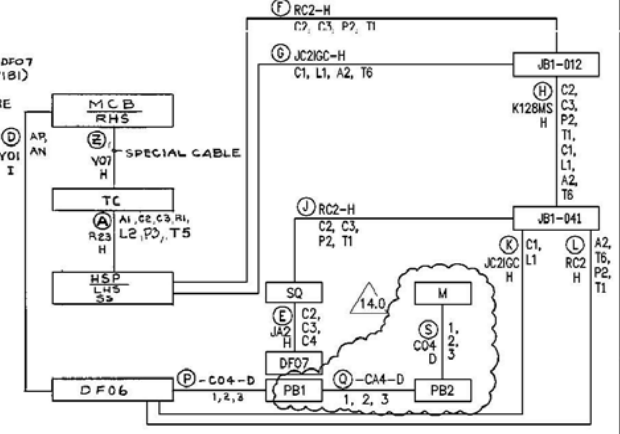 F RC2-H
C2, C3, P2, T1
DF07
G JC2IGC-H
C1, L1, A2, T6
JB1-012
MCB
RHS
D
AP,
AN
Y01
I
Z
V07
H
SPECIAL CABLE
H
K128MS
H
C2,
C3,
P2,
T1,
C1,
L1,
A2,
T6
TC
A
R23
H
A1, C2, C3, R1,
L2, P3, T5
J RC2-H
C2, C3,
P2, T1
JB1-041
K
JC2IGC
H
C1,
L1
L
RC2
H
A2,
T6,
P2,
T1
HSP
LHS
SS
SQ
14.0
M
E
JA2
H
C2,
C3,
C4
S
C04
D
1,
2,
3
DF07
DF06
P-C04-D
1,2,3
PB1
Q-CA4-D
1, 2, 3
PB2